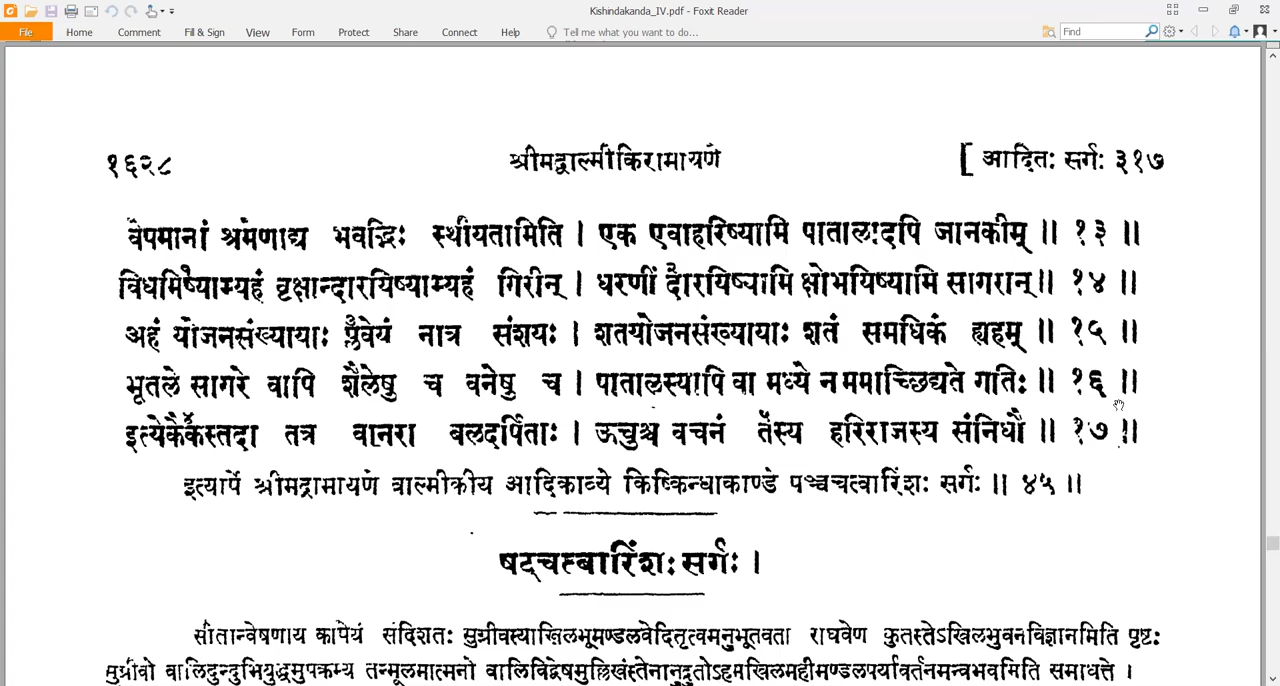 Kishindakanda_IV.pdf - Foxit Reader
File Home Comment Fill & Sign View Form Protect Share Connect Help Tell me what you want to do... Find
१६२८ श्रीमद्वाल्मीकिरामायणे [ आदितः सर्गः ३१७
वेपमानां श्रमणाद्य भवद्भिः स्थीयतामिति । एक एवाहरिष्यामि पातालादपि जानकीम् ॥ १३ ॥
विधमिष्याम्यहं वृक्षान्दारयिष्याम्यहं गिरीन् । धरणीं दारयिष्यामि क्षोभयिष्यामि सागरान् ॥ १४ ॥
अहं योजनसंख्यायाः प्लवेयं नात्र संशयः । शतयोजनसंख्यायाः शतं समधिकं ह्यहम् ॥ १५ ॥
भूतले सागरे वापि शैलेषु च वनेषु च । पातालस्यापि वा मध्ये न ममाच्छिद्यते गतिः ॥ १६ ॥
इत्येकैकस्तदा तत्र वानरा बलदर्पिताः । ऊचुश्च वचनं तस्य हरिराजस्य संनिधौ ॥ १७ ॥
इत्यार्षे श्रीमद्रामायणे वाल्मीकीय आदिकाव्ये किष्किन्धाकाण्डे पञ्चचत्वारिंशः सर्गः ॥ ४५ ॥
षट्चत्वारिंशः सर्गः ।
सीतान्वेषणाय कापेयं संदिशतः सुग्रीवस्याखिलभूमण्डलवेदितृत्वमनुभूतवता राघवेण कुतस्तेऽखिलभुवनविज्ञानमिति पृष्टः
सुग्रीवो वालिदुन्दुभियुद्धमुपक्रम्य तन्मूलमात्मनो वालिविद्वेषमुल्लिखंस्तेनानुद्रुतोऽहमखिलमहीमण्डलपर्यावर्तनमन्वभवमिति समाधत्ते ।